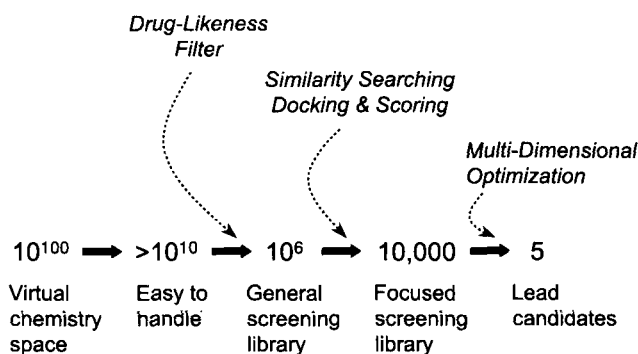 Drug-Likeness
Filter
Similarity Searching
Docking & Scoring
Multi-Dimensional
Optimization
10¹⁰⁰ >10¹⁰ 10⁶ 10,000 5
Virtual Easy to General Focused Lead
chemistry handle screening screening candidates
space library library